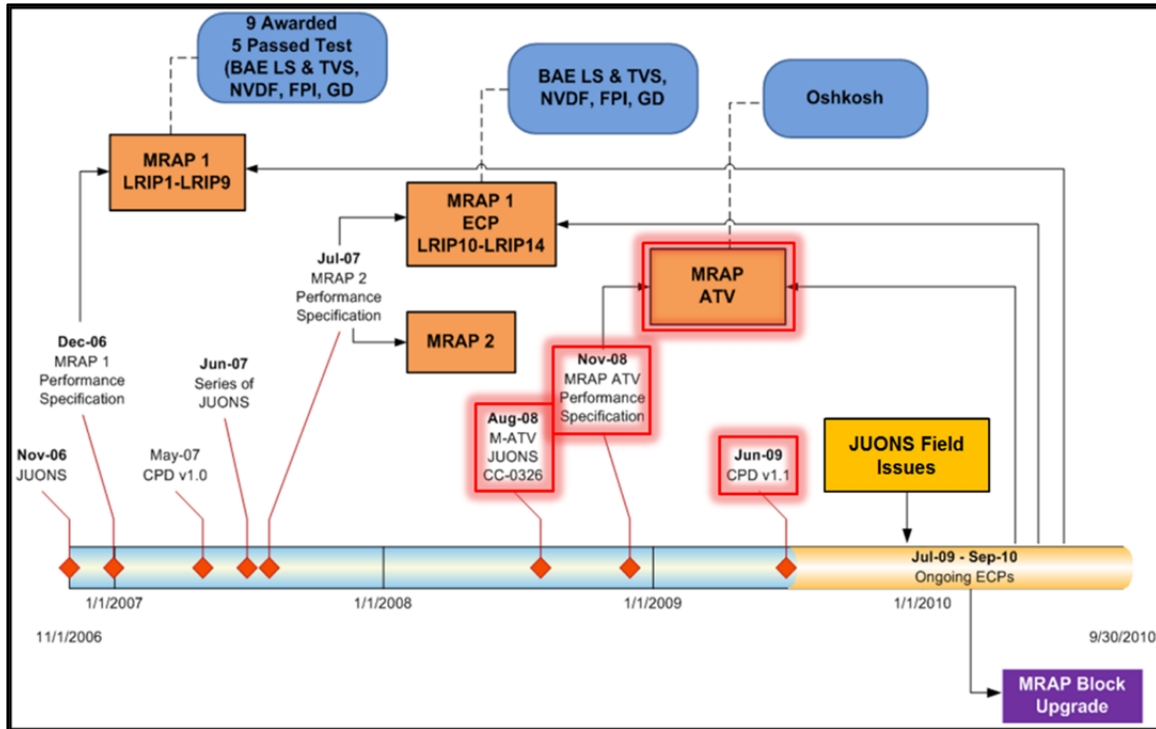 9 Awarded
5 Passed Test
(BAE LS & TVS,
NVDF, FPI, GD
BAE LS & TVS,
NVDF, FPI, GD
Oshkosh
MRAP 1
LRIP1-LRIP9
MRAP 1
ECP
LRIP10-LRIP14
MRAP
ATV
MRAP 2
Jul-07
MRAP 2
Performance
Specification
Dec-06
MRAP 1
Performance
Specification
Jun-07
Series of
JUONS
Nov-06
JUONS
May-07
CPD v1.0
Aug-08
M-ATV
JUONS
CC-0326
Nov-08
MRAP ATV
Performance
Specification
Jun-09
CPD v1.1
JUONS Field
Issues
Jul-09 - Sep-10
Ongoing ECPs
1/1/2007
1/1/2008
1/1/2009
1/1/2010
11/1/2006
9/30/2010
MRAP Block
Upgrade